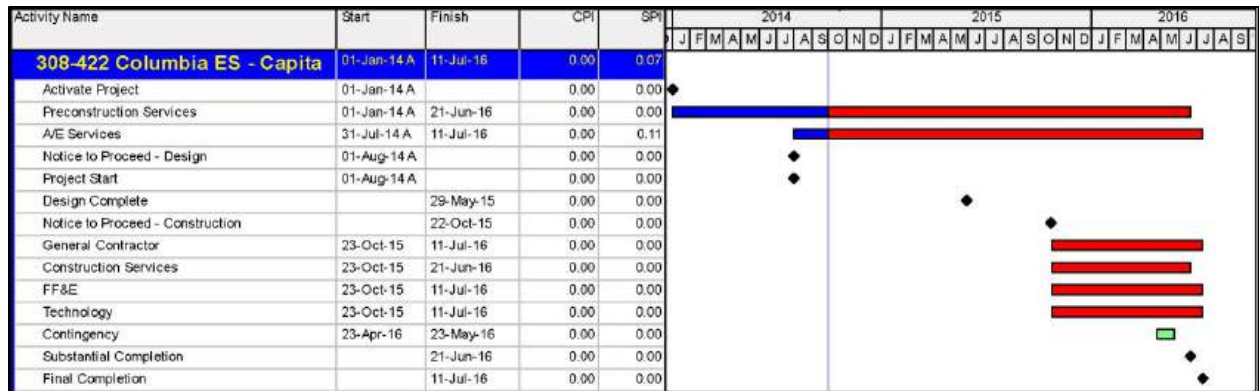 Activity Name Start Finish CPI SPI 2014 2015 2016
J F M A M J J A S O N D J F M A M J J A S O N D J F M A M J J A S
308-422 Columbia ES - Capita 01-Jan-14 A 11-Jul-16 0.00 0.07
Activate Project 01-Jan-14 A 0.00 0.00
Preconstruction Services 01-Jan-14 A 21-Jun-16 0.00 0.00
A/E Services 31-Jul-14 A 11-Jul-16 0.00 0.11
Notice to Proceed - Design 01-Aug-14 A 0.00 0.00
Project Start 01-Aug-14 A 0.00 0.00
Design Complete 29-May-15 0.00 0.00
Notice to Proceed - Construction 22-Oct-15 0.00 0.00
General Contractor 23-Oct-15 11-Jul-16 0.00 0.00
Construction Services 23-Oct-15 21-Jun-16 0.00 0.00
FF&E 23-Oct-15 11-Jul-16 0.00 0.00
Technology 23-Oct-15 11-Jul-16 0.00 0.00
Contingency 23-Apr-16 23-May-16 0.00 0.00
Substantial Completion 21-Jun-16 0.00 0.00
Final Completion 11-Jul-16 0.00 0.00